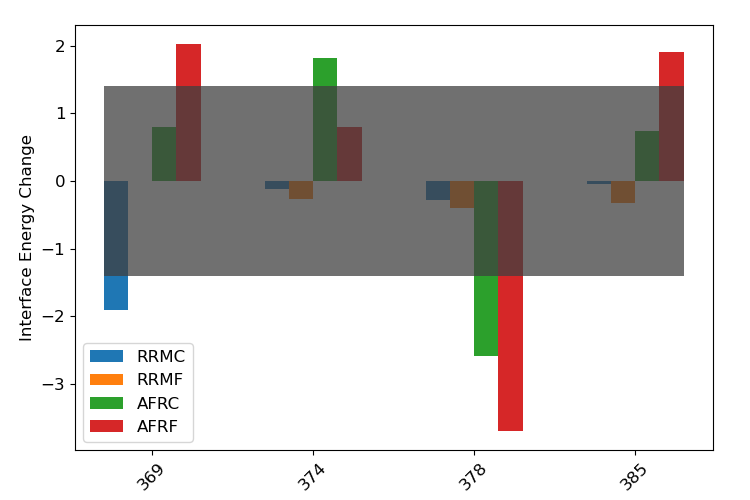 Interface Energy Change
2
1
0
−1
−2
−3
RRMC
RRMF
AFRC
AFRF
369
374
378
385